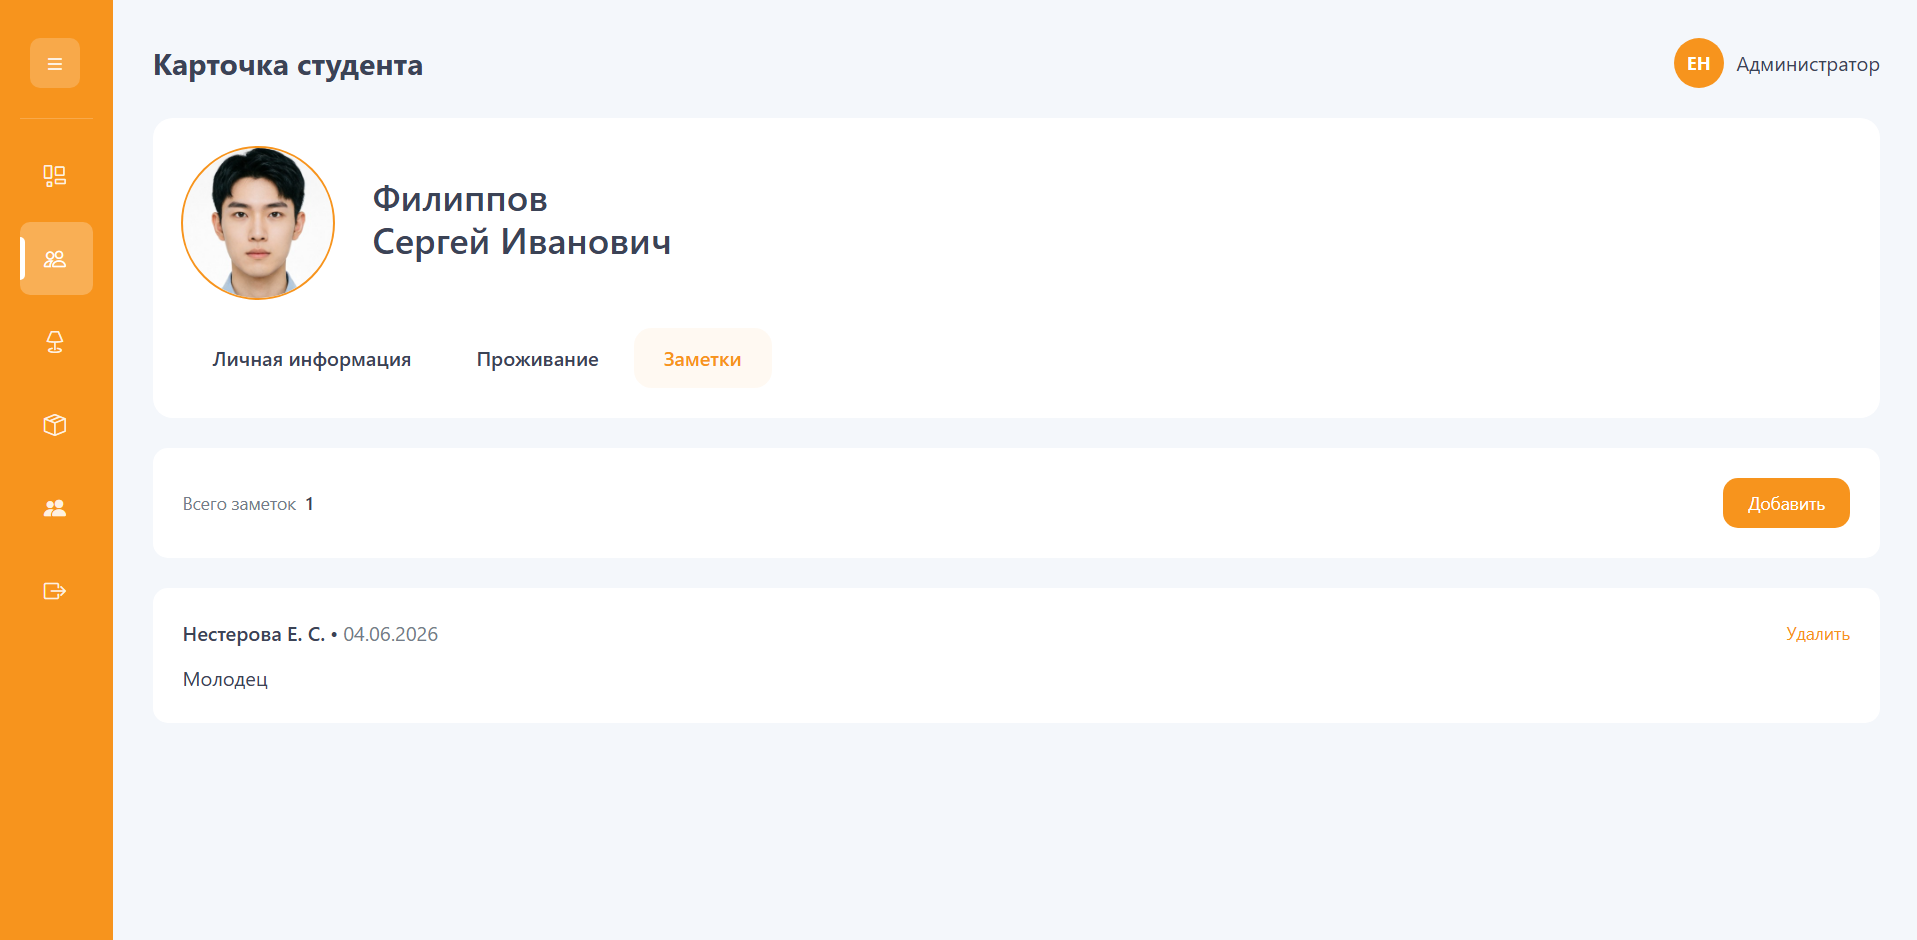 Карточка студента
ЕН Администратор
Филиппов
Сергей Иванович
Личная информация Проживание Заметки
Всего заметок 1 Добавить
Нестерова Е. С. • 04.06.2026 Удалить
Молодец